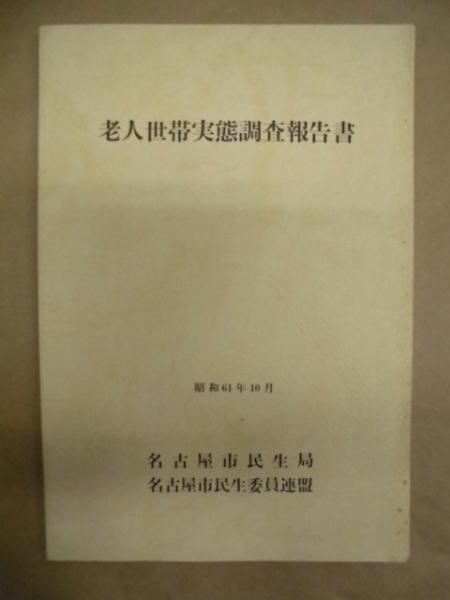 老人世帯実態調査報告書
昭和61年10月
名古屋市民生局
名古屋市民生委員連盟